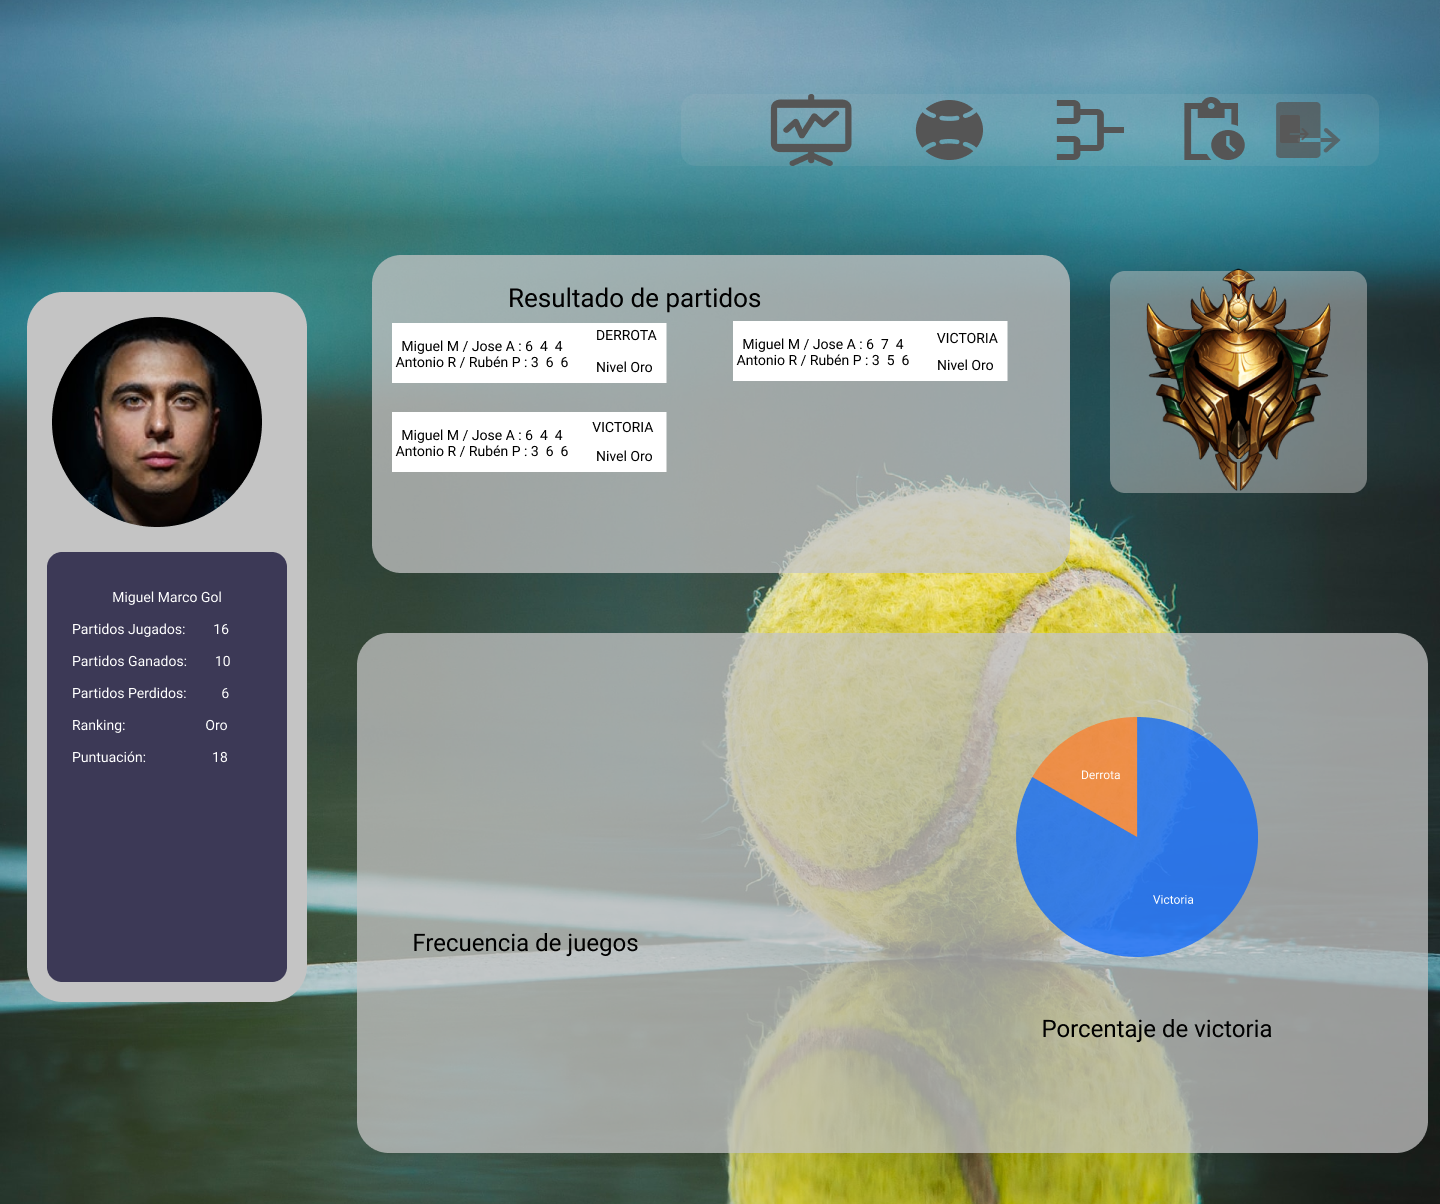 Resultado de partidos
Miguel M / Jose A : 6 4 4
Antonio R / Rubén P : 3 6 6
DERROTA
Nivel Oro
Miguel M / Jose A : 6 7 4
Antonio R / Rubén P : 3 5 6
VICTORIA
Nivel Oro
Miguel M / Jose A : 6 4 4
Antonio R / Rubén P : 3 6 6
VICTORIA
Nivel Oro
Miguel Marco Gol
Partidos Jugados: 16
Partidos Ganados: 10
Partidos Perdidos: 6
Ranking: Oro
Puntuación: 18
Derrota
Victoria
Frecuencia de juegos
Porcentaje de victoria